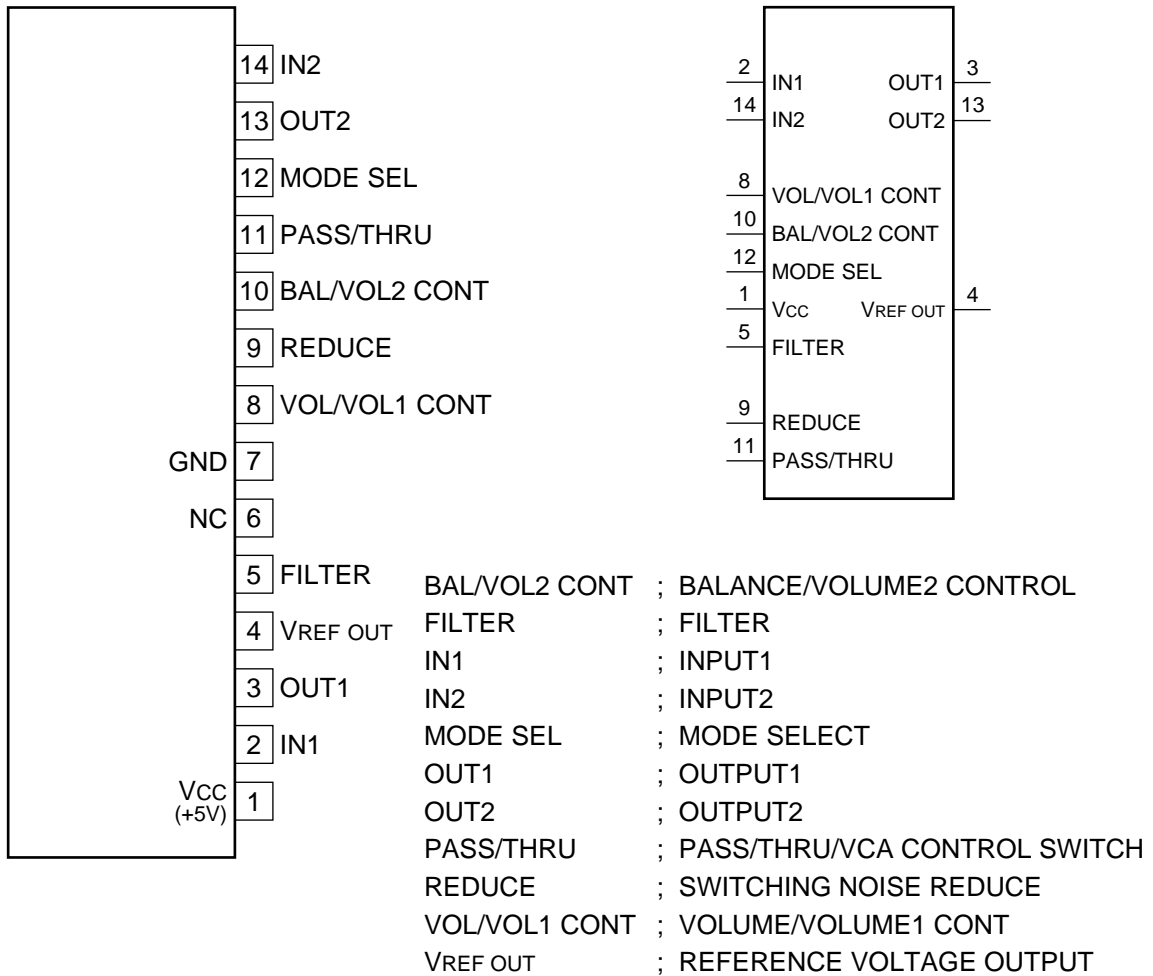 14 IN2
13 OUT2
12 MODE SEL
11 PASS/THRU
10 BAL/VOL2 CONT
9 REDUCE
8 VOL/VOL1 CONT
GND 7
NC 6
5 FILTER
4 VREF OUT
3 OUT1
2 IN1
VCC
(+5V) 1
2 IN1 OUT1 3
14 IN2 OUT2 13
8 VOL/VOL1 CONT
10 BAL/VOL2 CONT
12 MODE SEL
1 VCC VREF OUT 4
5 FILTER
9 REDUCE
11 PASS/THRU
BAL/VOL2 CONT ; BALANCE/VOLUME2 CONTROL
FILTER ; FILTER
IN1 ; INPUT1
IN2 ; INPUT2
MODE SEL ; MODE SELECT
OUT1 ; OUTPUT1
OUT2 ; OUTPUT2
PASS/THRU ; PASS/THRU/VCA CONTROL SWITCH
REDUCE ; SWITCHING NOISE REDUCE
VOL/VOL1 CONT ; VOLUME/VOLUME1 CONT
VREF OUT ; REFERENCE VOLTAGE OUTPUT